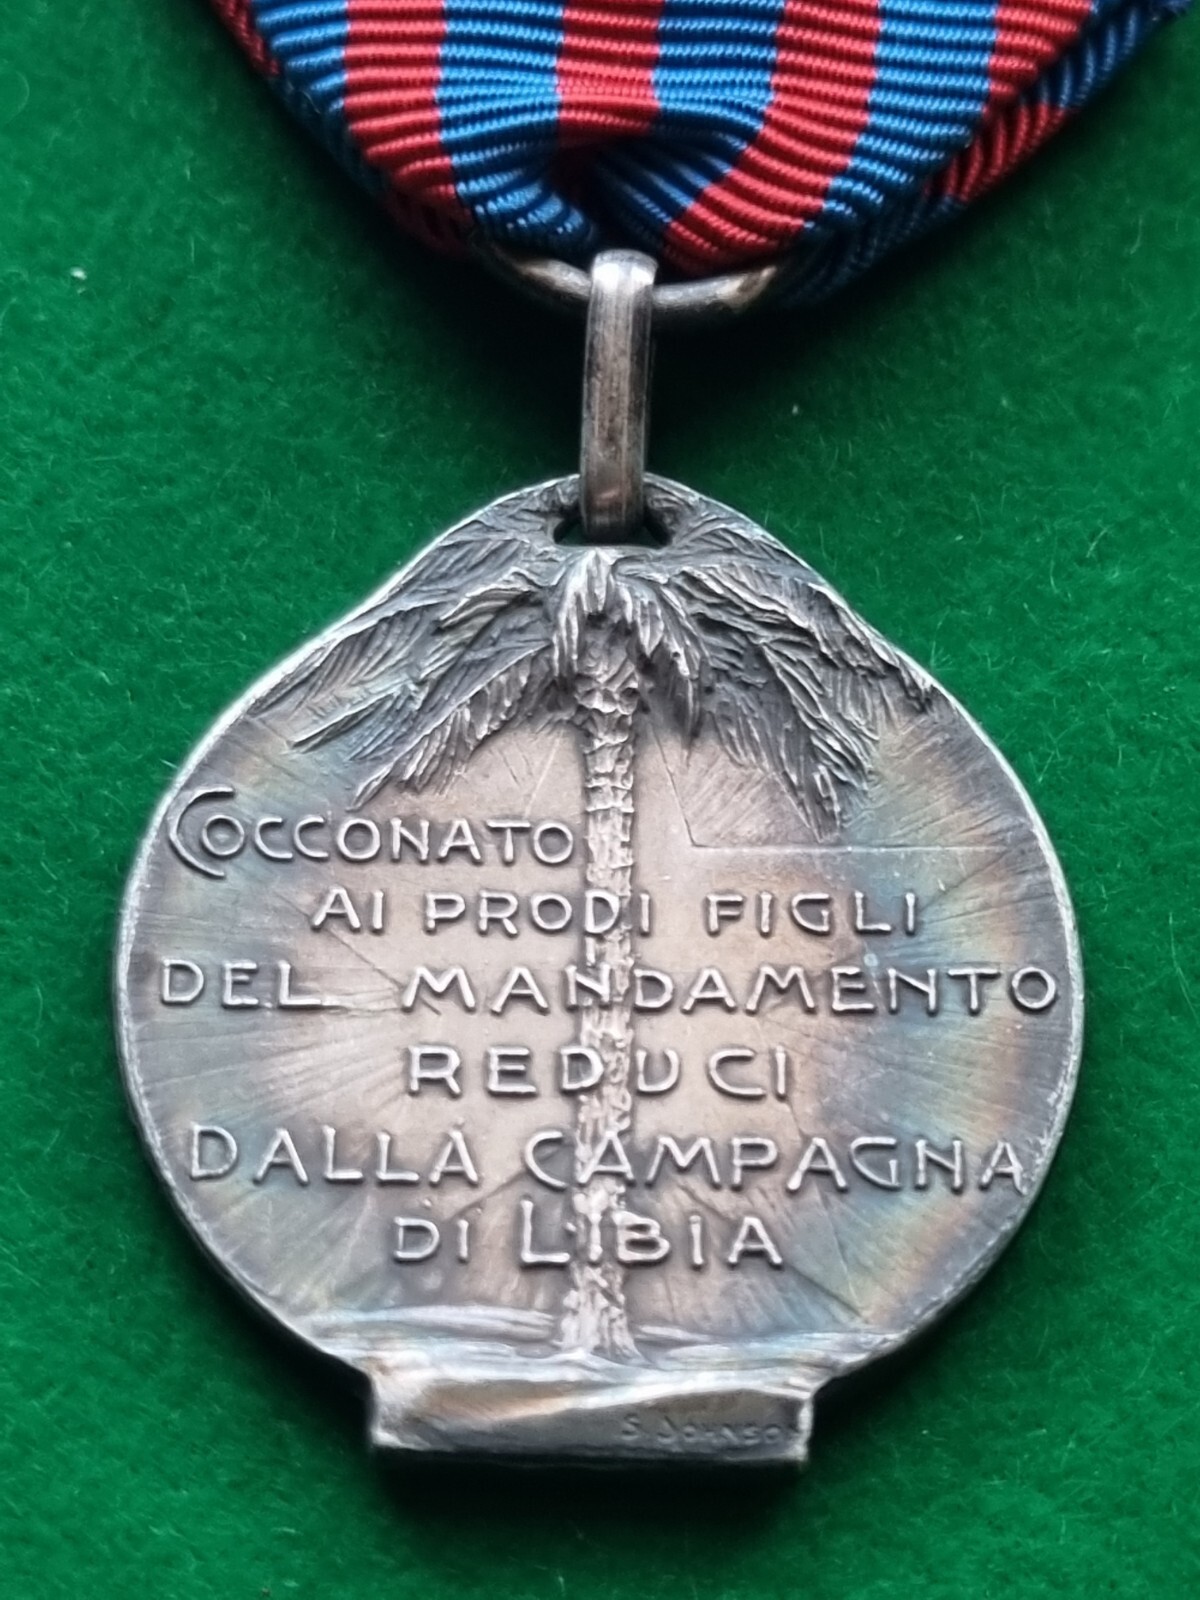 COCCONATO
AI PRODI FIGLI
DEL MANDAMENTO
REDUCI
DALLA CAMPAGNA
DI LIBIA
S. JOHNSON